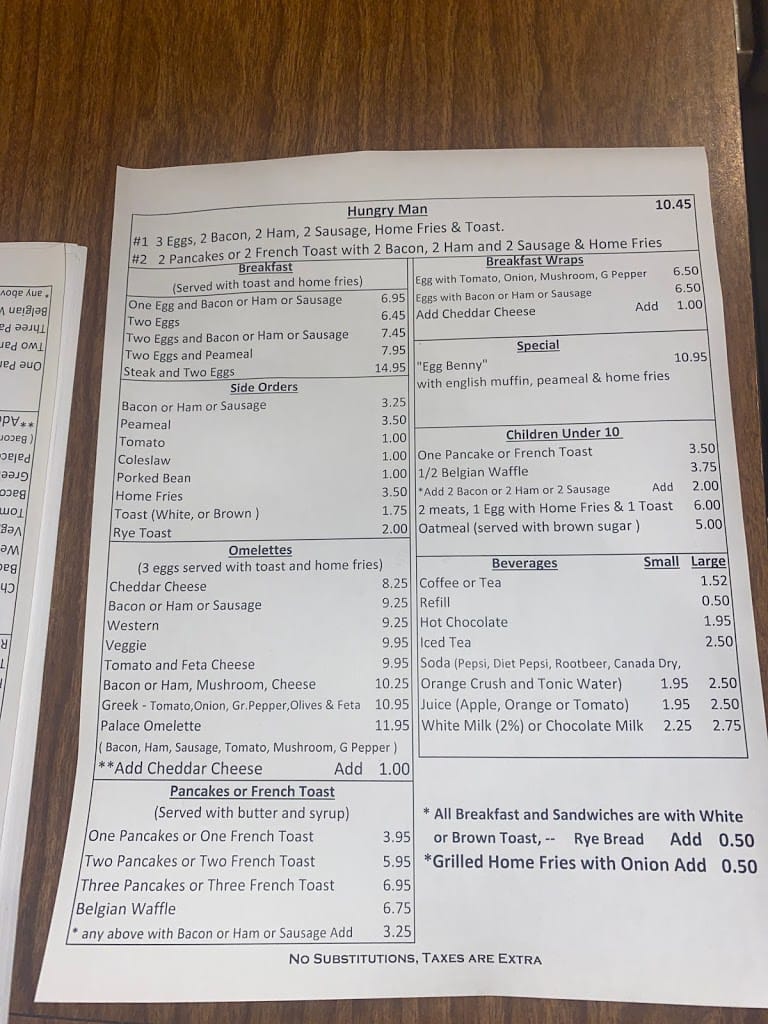 Hungry Man 10.45
#1 3 Eggs, 2 Bacon, 2 Ham, 2 Sausage, Home Fries & Toast.
#2 2 Pancakes or 2 French Toast with 2 Bacon, 2 Ham and 2 Sausage & Home Fries
Breakfast
(Served with toast and home fries)
One Egg and Bacon or Ham or Sausage 6.95
Two Eggs 6.45
Two Eggs and Bacon or Ham or Sausage 7.45
Two Eggs and Peameal 7.95
Steak and Two Eggs 14.95
Side Orders
Bacon or Ham or Sausage 3.25
Peameal 3.50
Tomato 1.00
Coleslaw 1.00
Porked Bean 1.00
Home Fries 3.50
Toast (White, or Brown ) 1.75
Rye Toast 2.00
Omelettes
(3 eggs served with toast and home fries)
Cheddar Cheese 8.25
Bacon or Ham or Sausage 9.25
Western 9.25
Veggie 9.95
Tomato and Feta Cheese 9.95
Bacon or Ham, Mushroom, Cheese 10.25
Greek - Tomato,Onion, Gr.Pepper,Olives & Feta 10.95
Palace Omelette 11.95
( Bacon, Ham, Sausage, Tomato, Mushroom, G Pepper )
**Add Cheddar Cheese Add 1.00
Pancakes or French Toast
(Served with butter and syrup)
One Pancakes or One French Toast 3.95
Two Pancakes or Two French Toast 5.95
Three Pancakes or Three French Toast 6.95
Belgian Waffle 6.75
* any above with Bacon or Ham or Sausage Add 3.25
Breakfast Wraps
Egg with Tomato, Onion, Mushroom, G Pepper 6.50
Eggs with Bacon or Ham or Sausage 6.50
Add Cheddar Cheese Add 1.00
Special
"Egg Benny" 10.95
with english muffin, peameal & home fries
Children Under 10
One Pancake or French Toast 3.50
1/2 Belgian Waffle 3.75
*Add 2 Bacon or 2 Ham or 2 Sausage Add 2.00
2 meats, 1 Egg with Home Fries & 1 Toast 6.00
Oatmeal (served with brown sugar ) 5.00
Beverages Small Large
Coffee or Tea 1.52
Refill 0.50
Hot Chocolate 1.95
Iced Tea 2.50
Soda (Pepsi, Diet Pepsi, Rootbeer, Canada Dry,
Orange Crush and Tonic Water) 1.95 2.50
Juice (Apple, Orange or Tomato) 1.95 2.50
White Milk (2%) or Chocolate Milk 2.25 2.75
* All Breakfast and Sandwiches are with White
or Brown Toast, -- Rye Bread Add 0.50
*Grilled Home Fries with Onion Add 0.50
No Substitutions, Taxes are Extra
* any above
Belgian
Three
Two
One
**Add
( Bacon